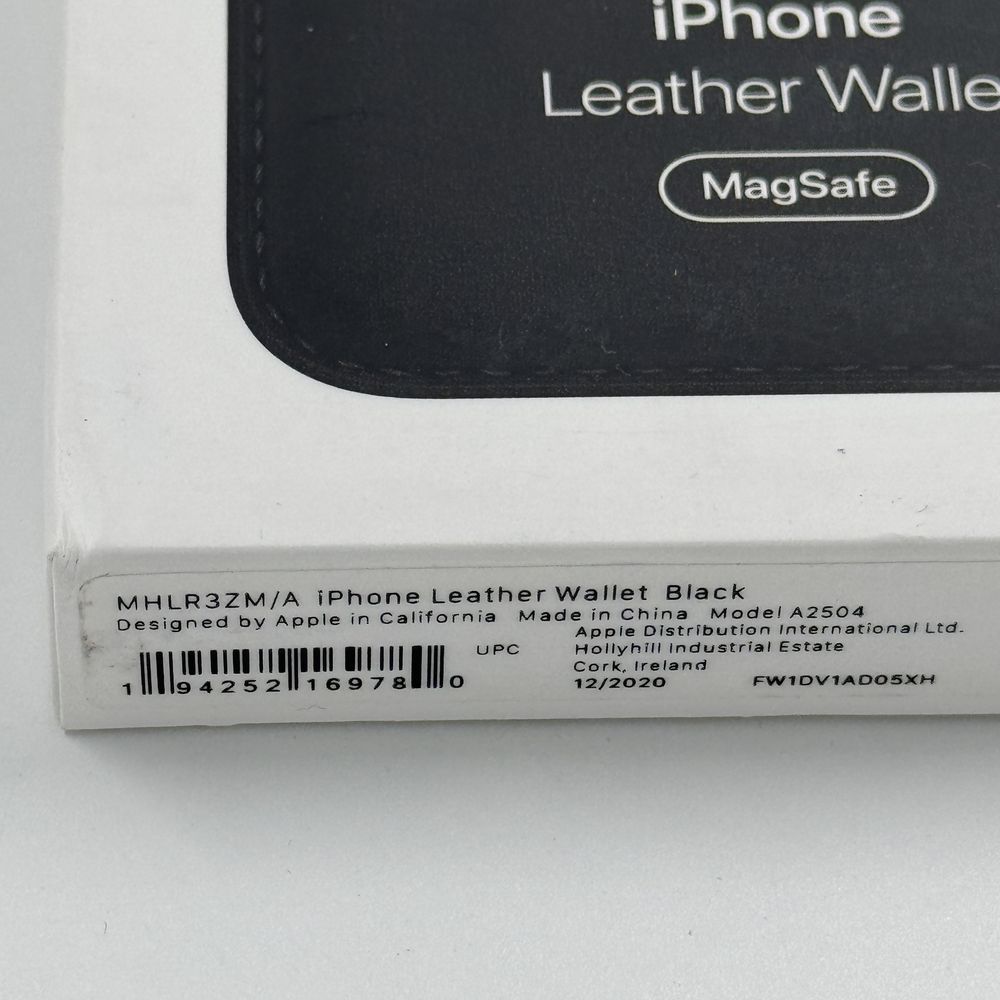 iPhone
Leather Walle
MagSafe
MHLR3ZM/A iPhone Leather Wallet Black
Designed by Apple in California Made in China Model A2504
Apple Distribution International Ltd.
UPC Hollyhill Industrial Estate
Cork, Ireland
1 94252 16978 0 12/2020 FW1DV1AD05XH